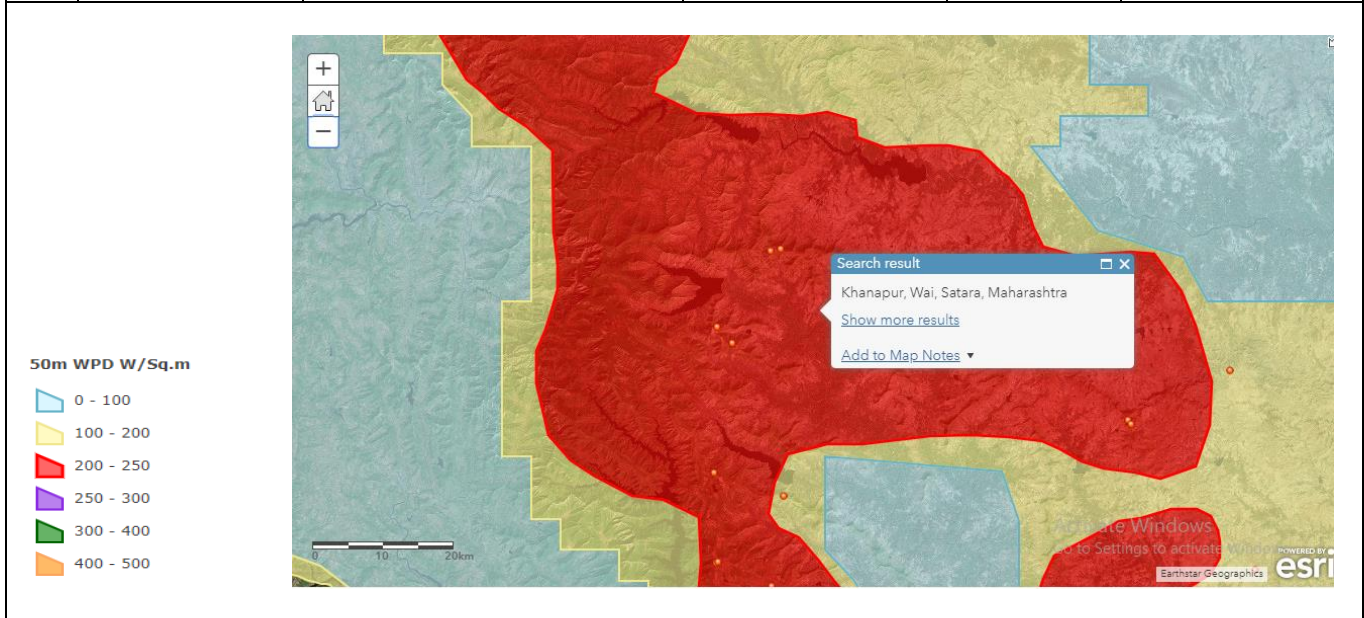 +
−
Search result
Khanapur, Wai, Satara, Maharashtra
Show more results
Add to Map Notes
50m WPD W/Sq.m
0 - 100
100 - 200
200 - 250
250 - 300
300 - 400
400 - 500
0 10 20km
Activate Windows
Go to Settings to activate Windows
POWERED BY
esri
Earthstar Geographics